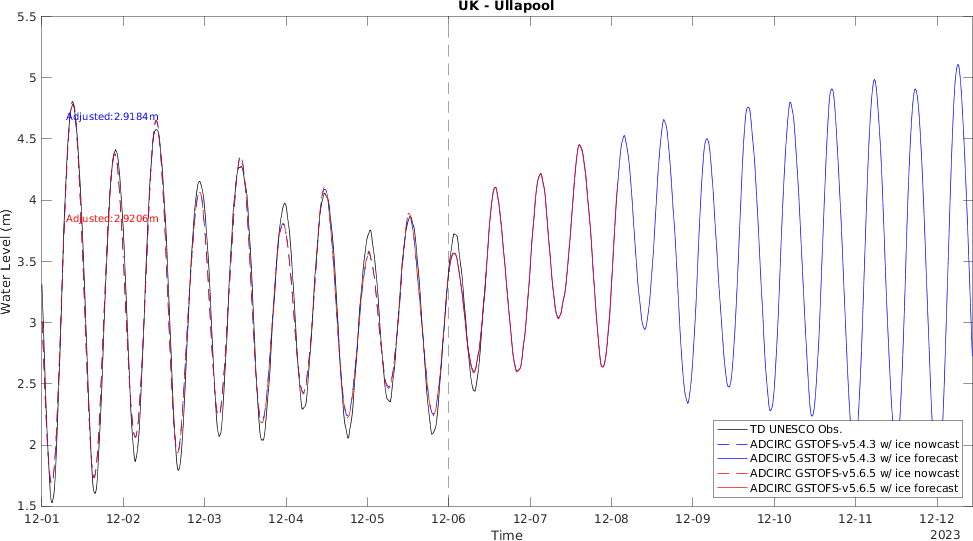 UK - Ullapool
5.5
5
4.5
4
3.5
3
2.5
2
1.5
Water Level (m)
Adjusted:2.9184m
Adjusted:2.9206m
TD UNESCO Obs.
ADCIRC GSTOFS-v5.4.3 w/ ice nowcast
ADCIRC GSTOFS-v5.4.3 w/ ice forecast
ADCIRC GSTOFS-v5.6.5 w/ ice nowcast
ADCIRC GSTOFS-v5.6.5 w/ ice forecast
12-01 12-02 12-03 12-04 12-05 12-06 12-07 12-08 12-09 12-10 12-11 12-12
2023
Time